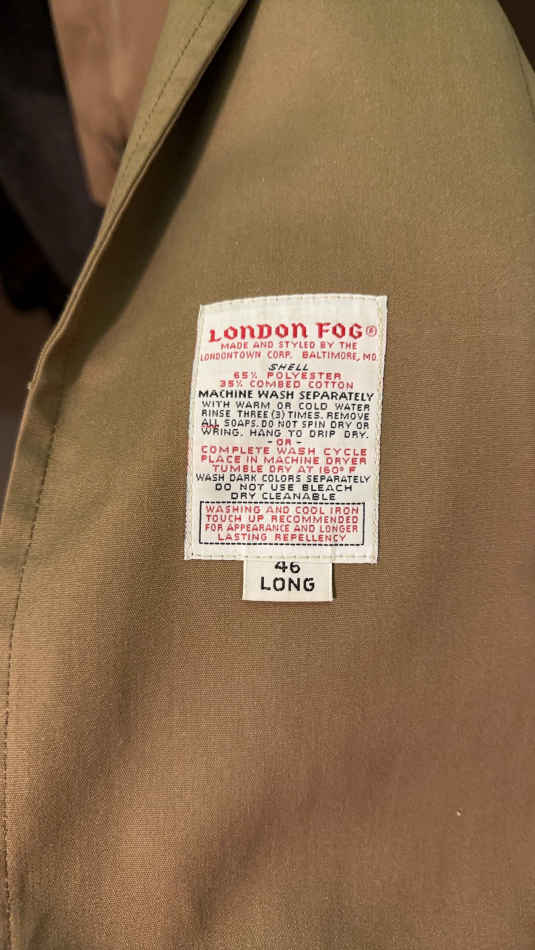 LONDON FOG®
MADE AND STYLED BY THE
LONDONTOWN CORP. BALTIMORE, MD.
SHELL
65% POLYESTER
35% COMBED COTTON
MACHINE WASH SEPARATELY
WITH WARM OR COLD WATER
RINSE THREE (3) TIMES. REMOVE
ALL SOAPS. DO NOT SPIN DRY OR
WRING. HANG TO DRIP DRY.
- OR -
COMPLETE WASH CYCLE
PLACE IN MACHINE DRYER
TUMBLE DRY AT 160° F
WASH DARK COLORS SEPARATELY
DO NOT USE BLEACH
DRY CLEANABLE
WASHING AND COOL IRON
TOUCH UP RECOMMENDED
FOR APPEARANCE AND LONGER
LASTING REPELLENCY
46
LONG